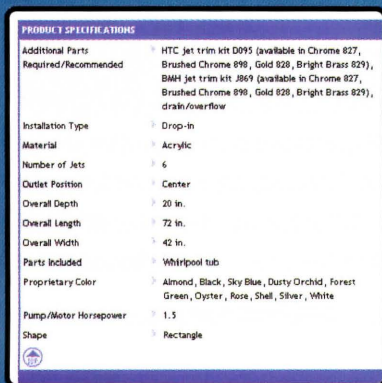 PRODUCT SPECIFICATIONS
Additional Parts Required/Recommended
HTC jet trim kit D095 (available in Chrome 827,
Brushed Chrome 898, Gold 828, Bright Brass 829),
BMH jet trim kit J869 (available in Chrome 827,
Brushed Chrome 898, Gold 828, Bright Brass 829),
drain/overflow
Installation Type Drop-in
Material Acrylic
Number of Jets 6
Outlet Position Center
Overall Depth 20 in.
Overall Length 72 in.
Overall Width 42 in.
Parts Included Whirlpool tub
Proprietary Color Almond, Black, Sky Blue, Dusty Orchid, Forest
Green, Oyster, Rose, Shell, Silver, White
Pump/Motor Horsepower 1.5
Shape Rectangle